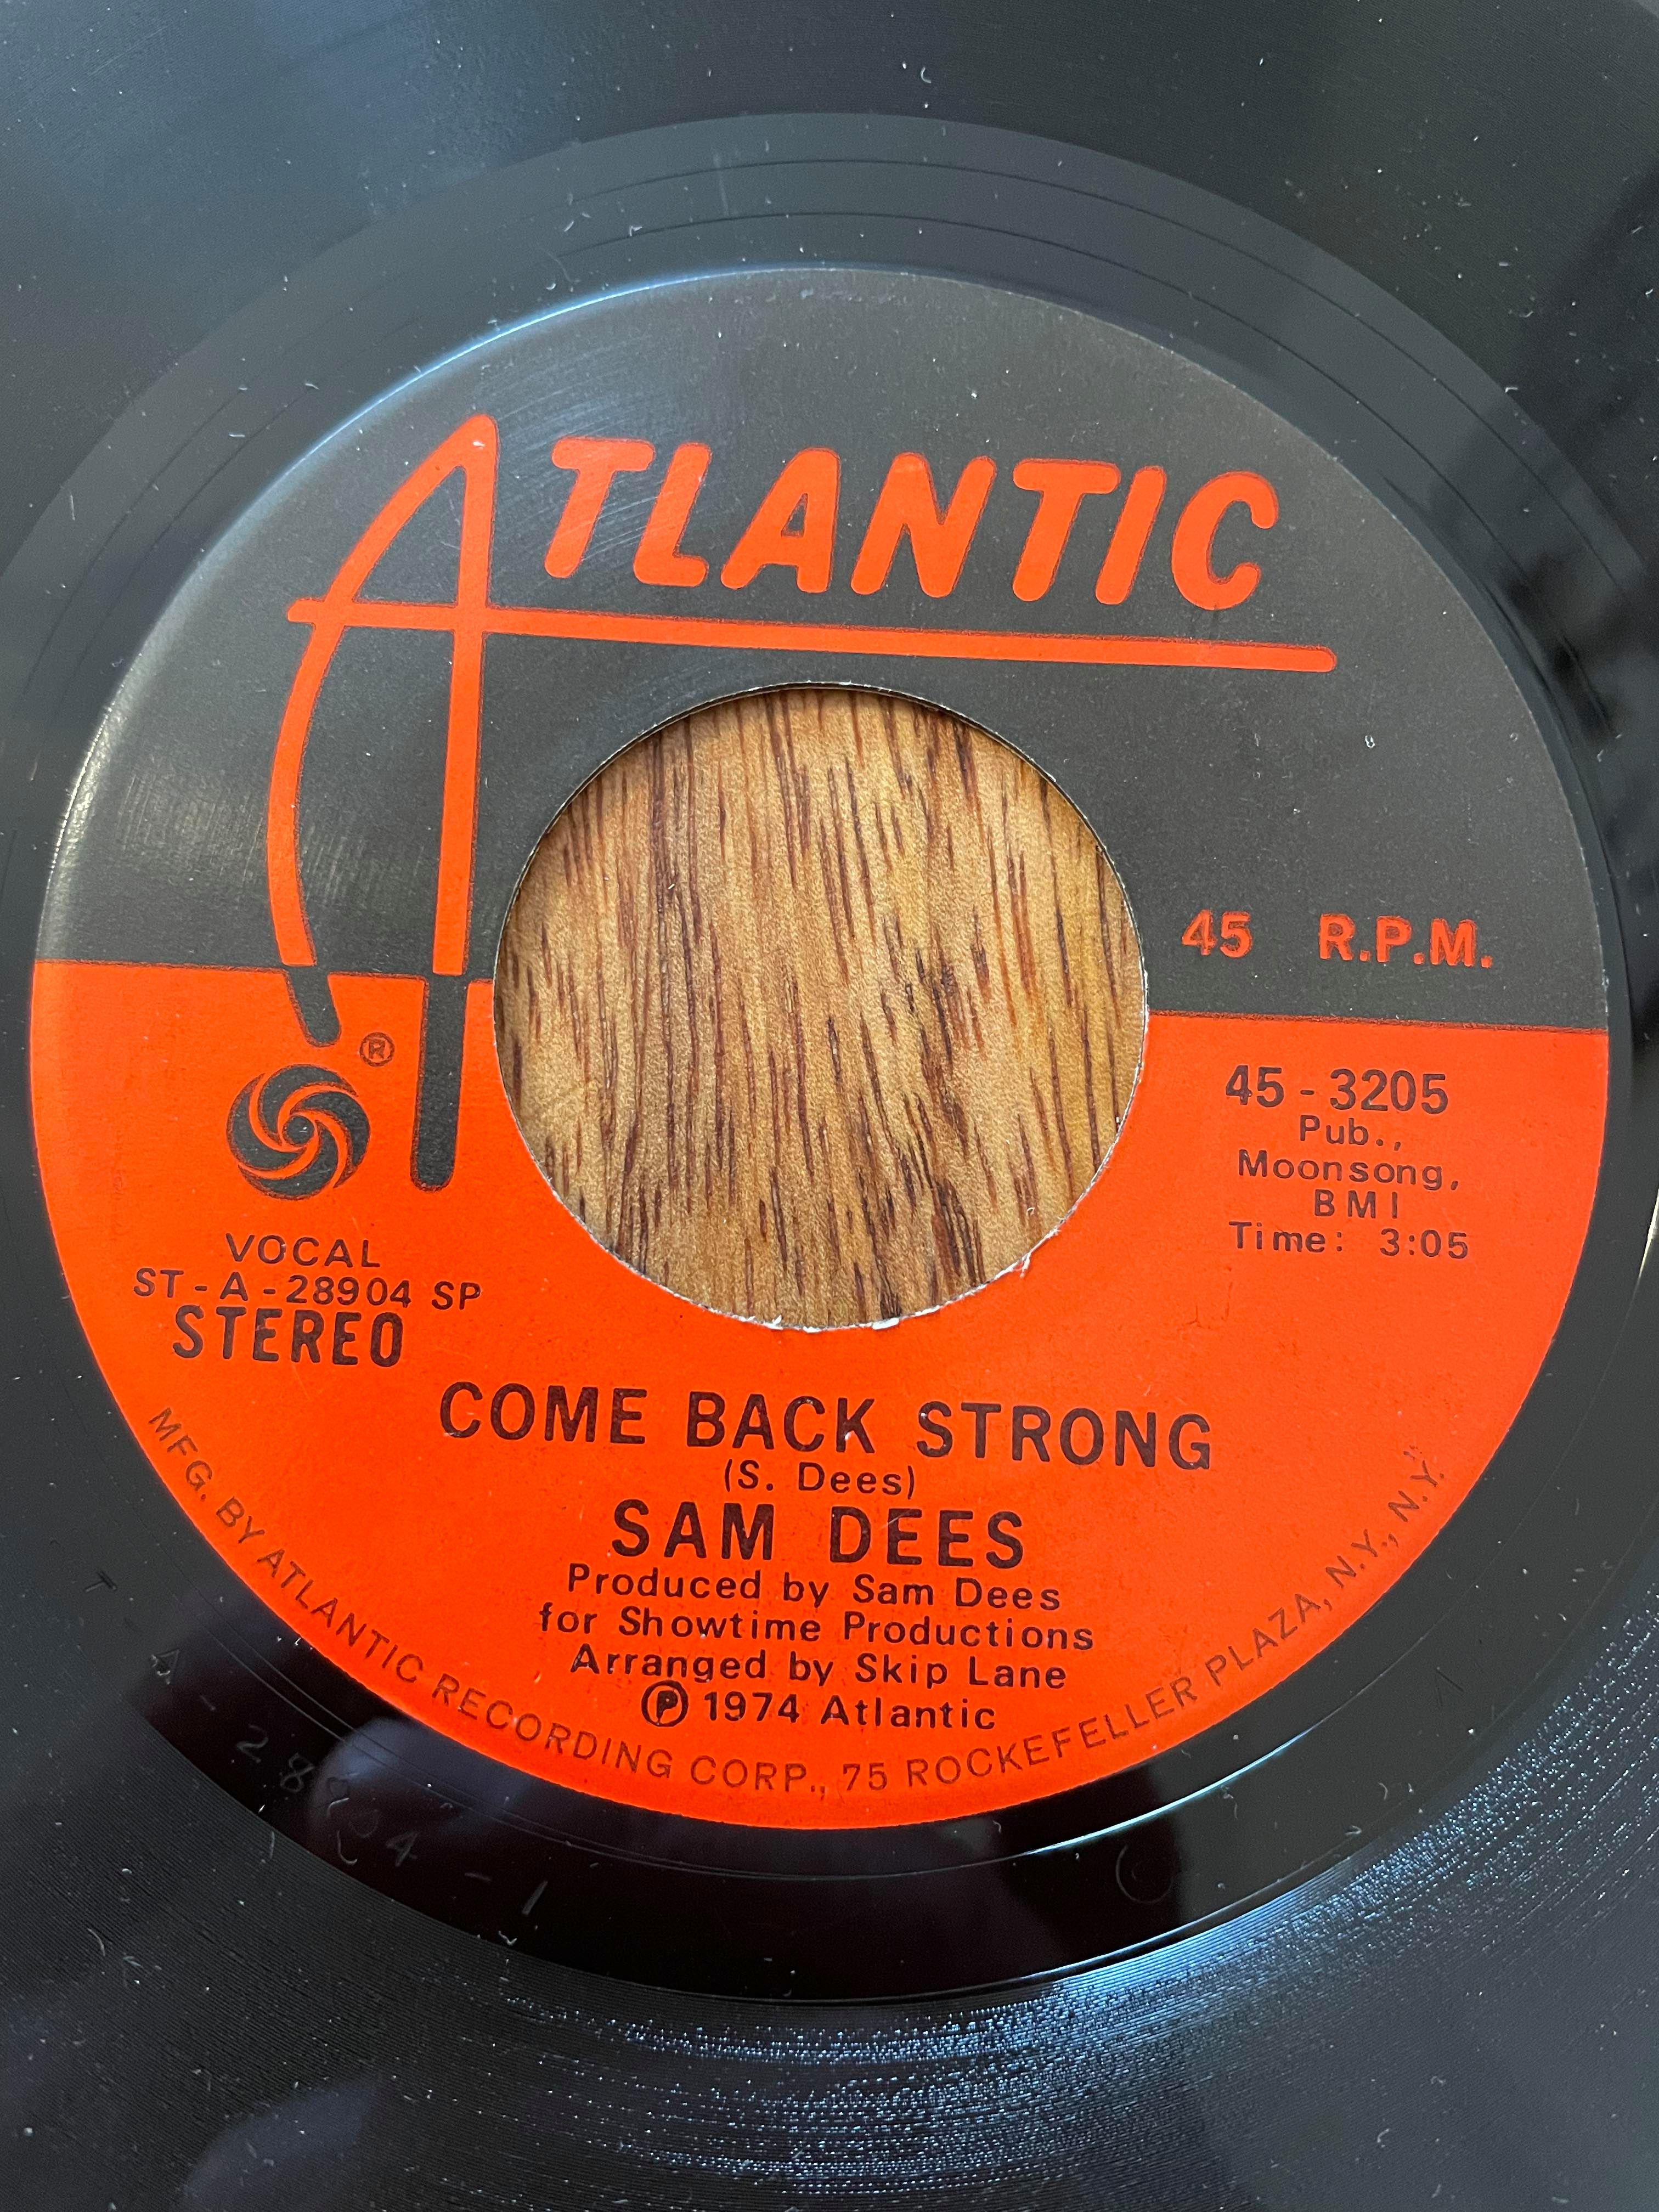 ATLANTIC
45 R.P.M.
®
45-3205
Pub.,
Moonsong,
BMI
Time: 3:05
VOCAL
ST-A-28904 SP
STEREO
COME BACK STRONG
(S. Dees)
SAM DEES
Produced by Sam Dees
for Showtime Productions
Arranged by Skip Lane
Ⓟ 1974 Atlantic
MFG. BY ATLANTIC RECORDING CORP., 75 ROCKEFELLER PLAZA, N.Y., N.Y.